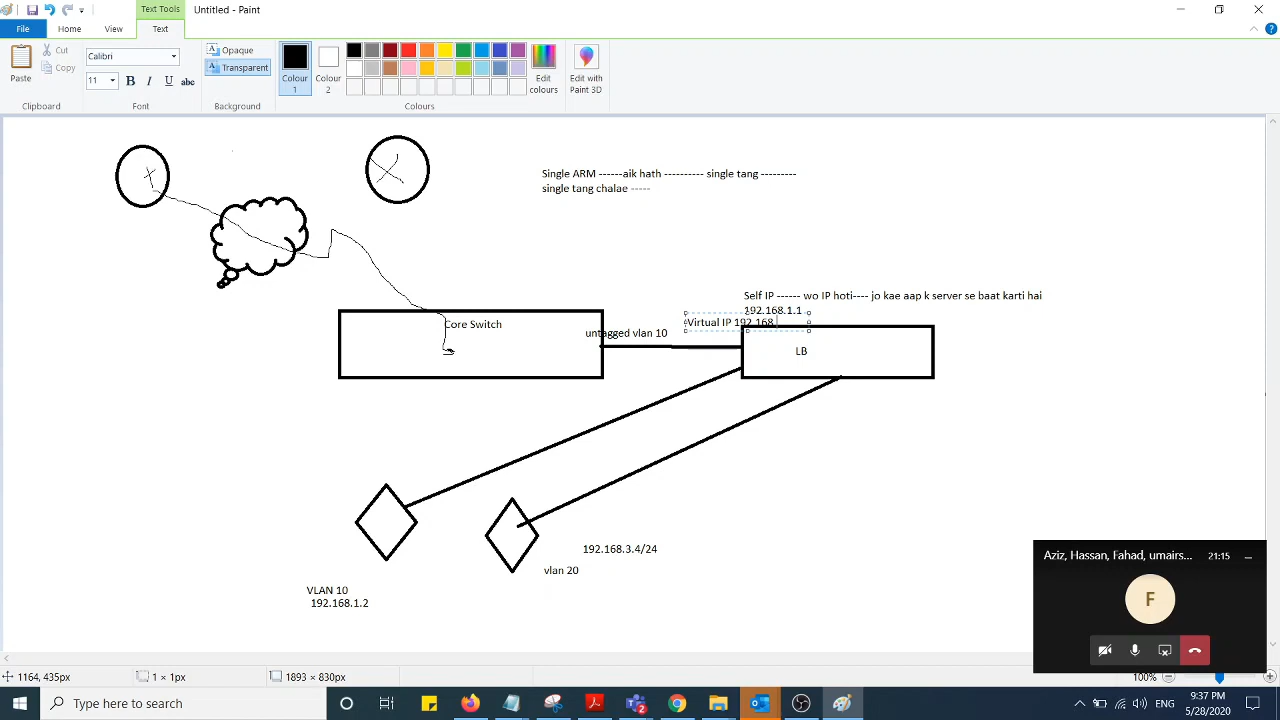 Text Tools
Untitled - Paint
File
Home
View
Text
Paste
Cut
Copy
Clipboard
Calibri
11
B I U abc
Font
Opaque
Transparent
Background
Colour 1
Colour 2
Colours
Edit colours
Edit with Paint 3D
Single ARM ------aik hath ---------- single tang ---------
single tang chalae -----
Self IP ------ wo IP hoti---- jo kae aap k server se baat karti hai
192.168.1.1
Virtual IP 192.168.
Core Switch
untagged vlan 10
LB
192.168.3.4/24
vlan 20
VLAN 10
192.168.1.2
Aziz, Hassan, Fahad, umairs...
21:15
F
1164, 435px
1 × 1px
1893 × 830px
100%
Type here to search
2
9:37 PM
5/28/2020